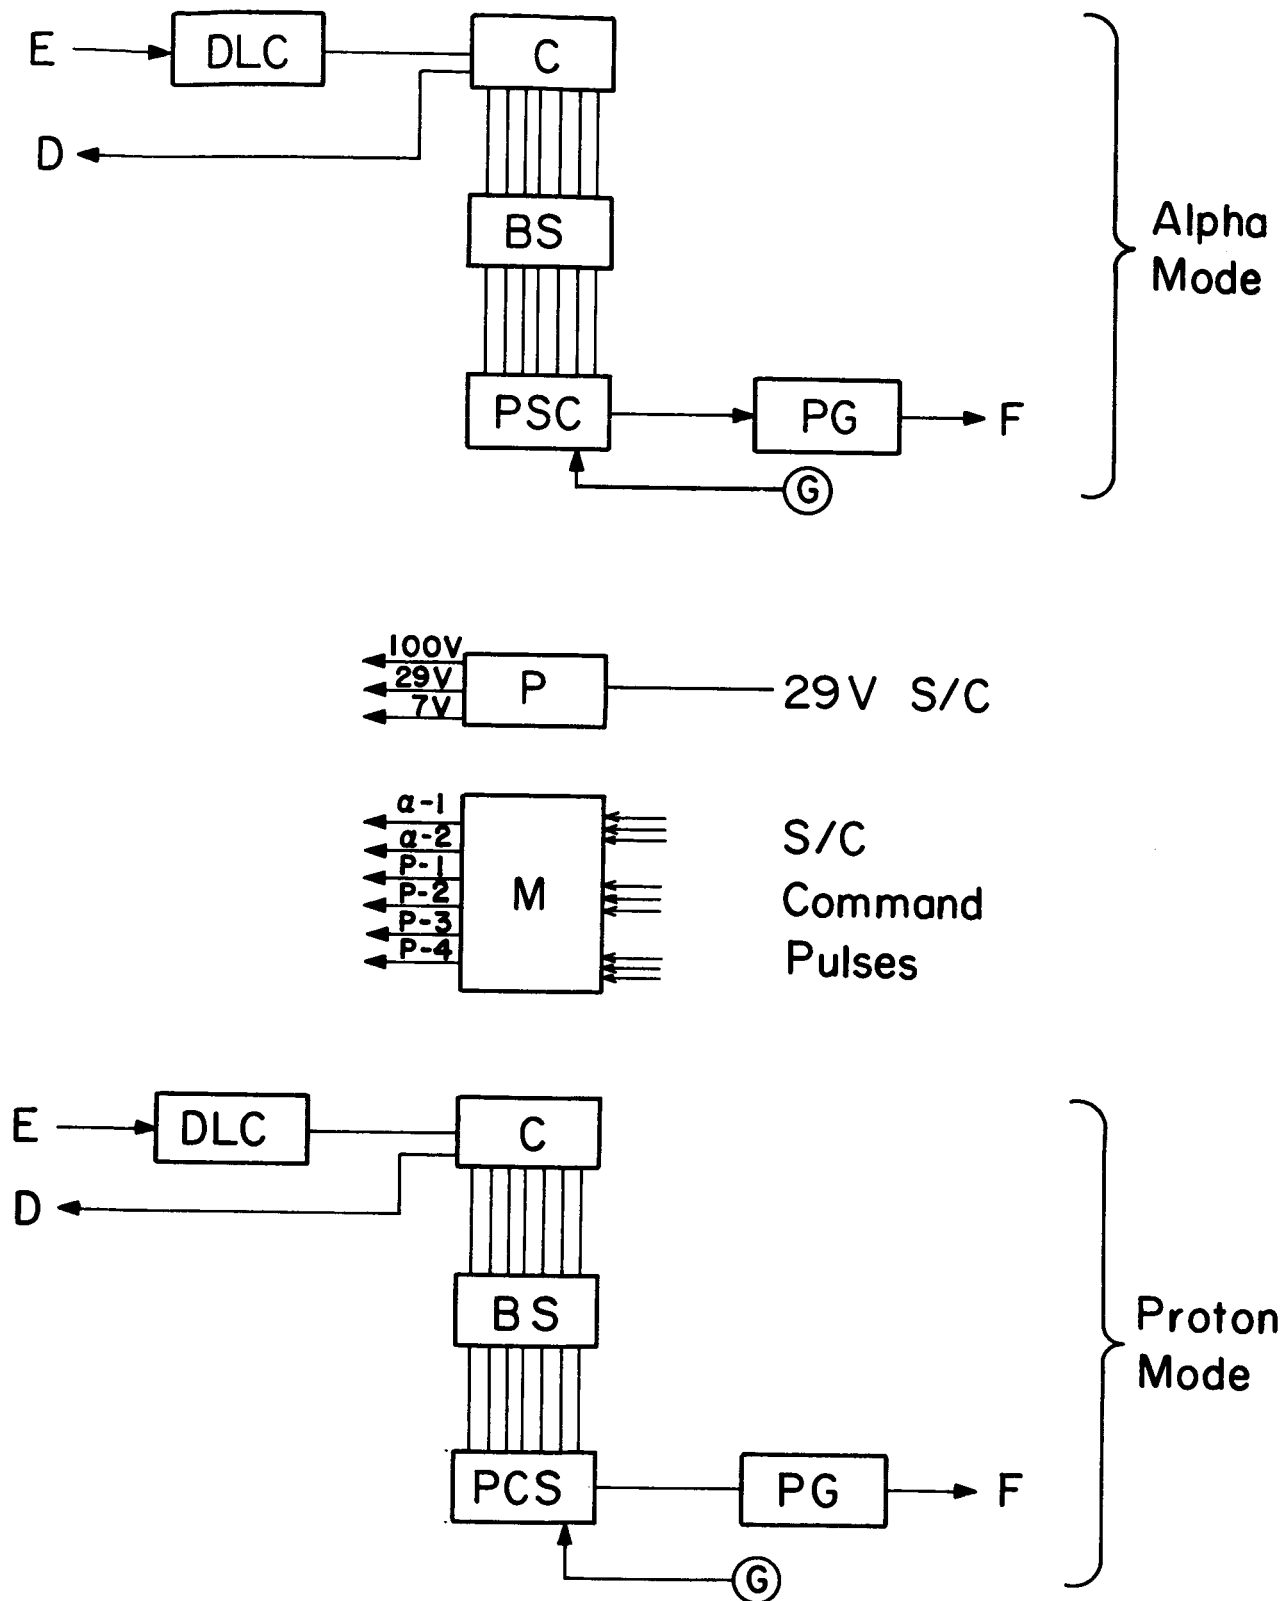 E
DLC
C
D
BS
Alpha
Mode
PSC
PG
F
G
100V
29V
7V
P
29V S/C
α-1
α-2
P-1
P-2
P-3
P-4
M
S/C
Command
Pulses
E
DLC
C
D
BS
Proton
Mode
PCS
PG
F
G